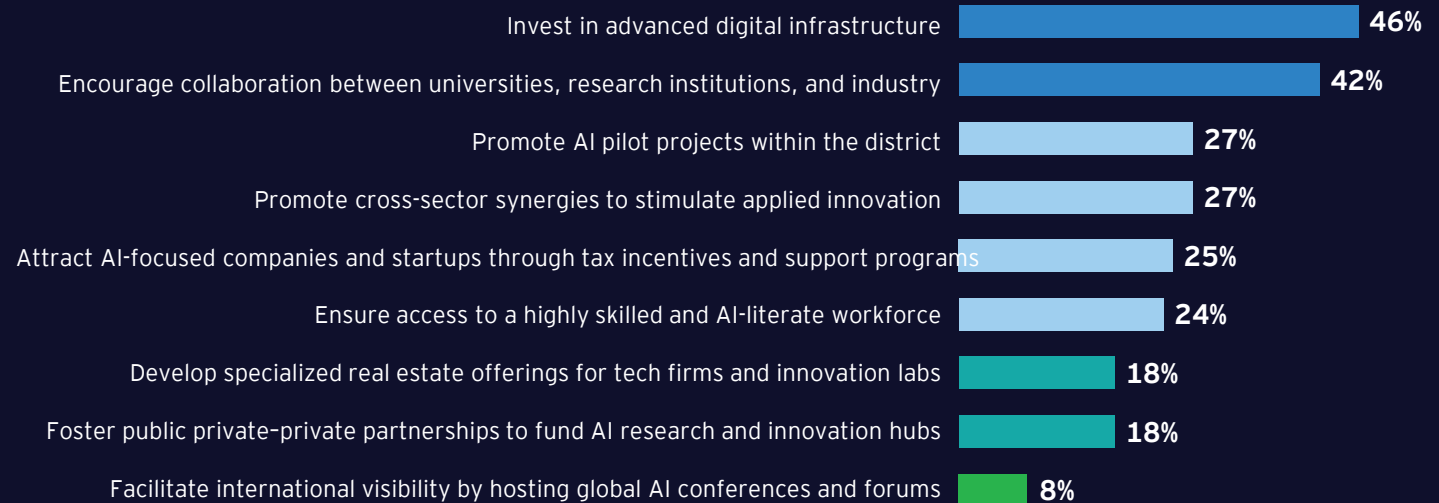 Invest in advanced digital infrastructure 46%
Encourage collaboration between universities, research institutions, and industry 42%
Promote AI pilot projects within the district 27%
Promote cross-sector synergies to stimulate applied innovation 27%
Attract AI-focused companies and startups through tax incentives and support programs 25%
Ensure access to a highly skilled and AI-literate workforce 24%
Develop specialized real estate offerings for tech firms and innovation labs 18%
Foster public private–private partnerships to fund AI research and innovation hubs 18%
Facilitate international visibility by hosting global AI conferences and forums 8%